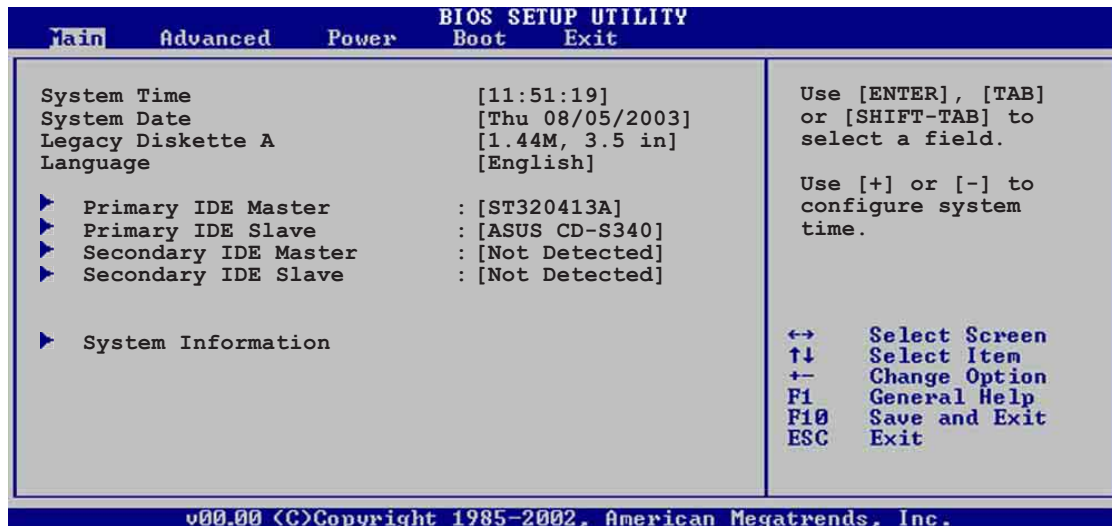 BIOS SETUP UTILITY
Main Advanced Power Boot Exit
System Time [11:51:19]
System Date [Thu 08/05/2003]
Legacy Diskette A [1.44M, 3.5 in]
Language [English]
Primary IDE Master : [ST320413A]
Primary IDE Slave : [ASUS CD-S340]
Secondary IDE Master : [Not Detected]
Secondary IDE Slave : [Not Detected]
System Information
Use [ENTER], [TAB]
or [SHIFT-TAB] to
select a field.
Use [+] or [-] to
configure system
time.
←→ Select Screen
↑↓ Select Item
+- Change Option
F1 General Help
F10 Save and Exit
ESC Exit
v00.00 (C)Copyright 1985-2002, American Megatrends, Inc.